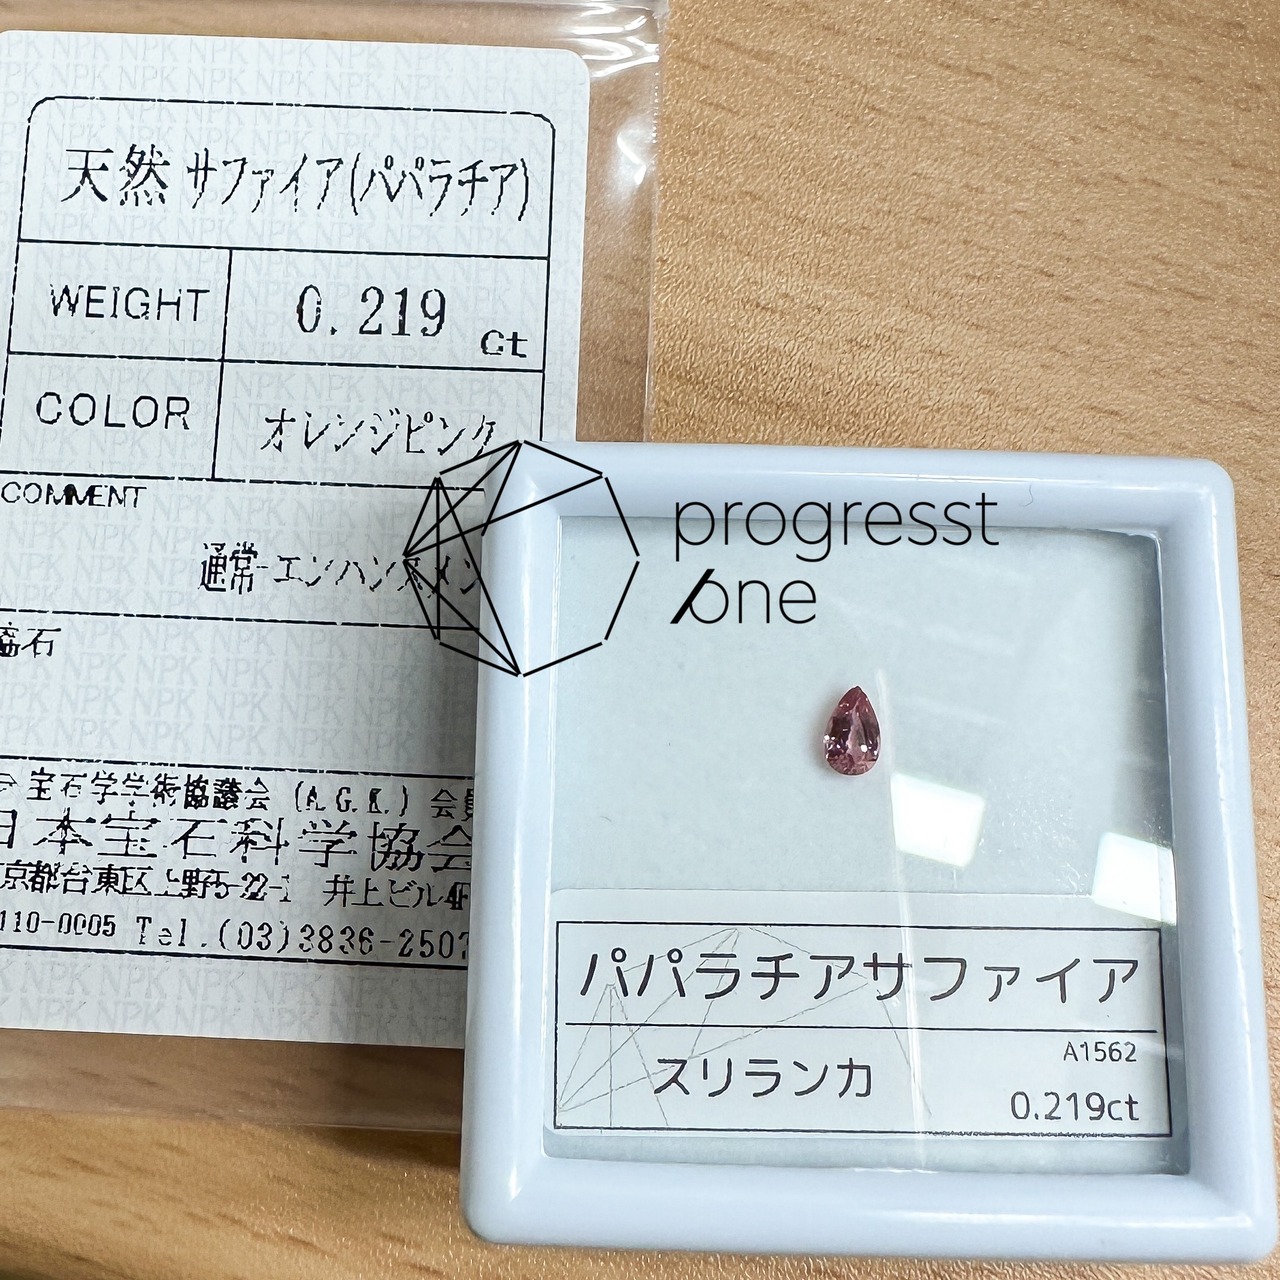 天然 サファイア(パパラチア)
WEIGHT 0.219 ct
COLOR オレンジピンク
COMMENT
通常エンハンスメン
石
宝石学学術協議会 (A.G.K.) 会員
日本宝石科学協会
京都台東区上野5-22-1 井上ビル4F
110-0005 Tel.(03)3836-2507
progresst
one
パパラチアサファイア
スリランカ
A1562
0.219ct